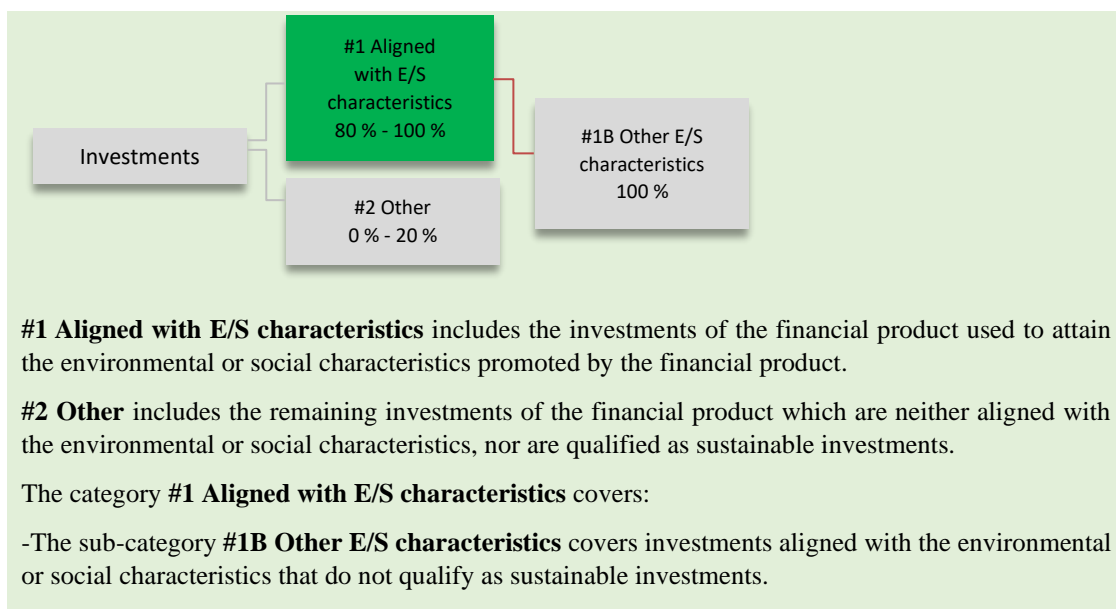 #1 Aligned
with E/S
characteristics
80 % - 100 %
Investments
#1B Other E/S
characteristics
100 %
#2 Other
0 % - 20 %
#1 Aligned with E/S characteristics includes the investments of the financial product used to attain
the environmental or social characteristics promoted by the financial product.
#2 Other includes the remaining investments of the financial product which are neither aligned with
the environmental or social characteristics, nor are qualified as sustainable investments.
The category #1 Aligned with E/S characteristics covers:
-The sub-category #1B Other E/S characteristics covers investments aligned with the environmental
or social characteristics that do not qualify as sustainable investments.